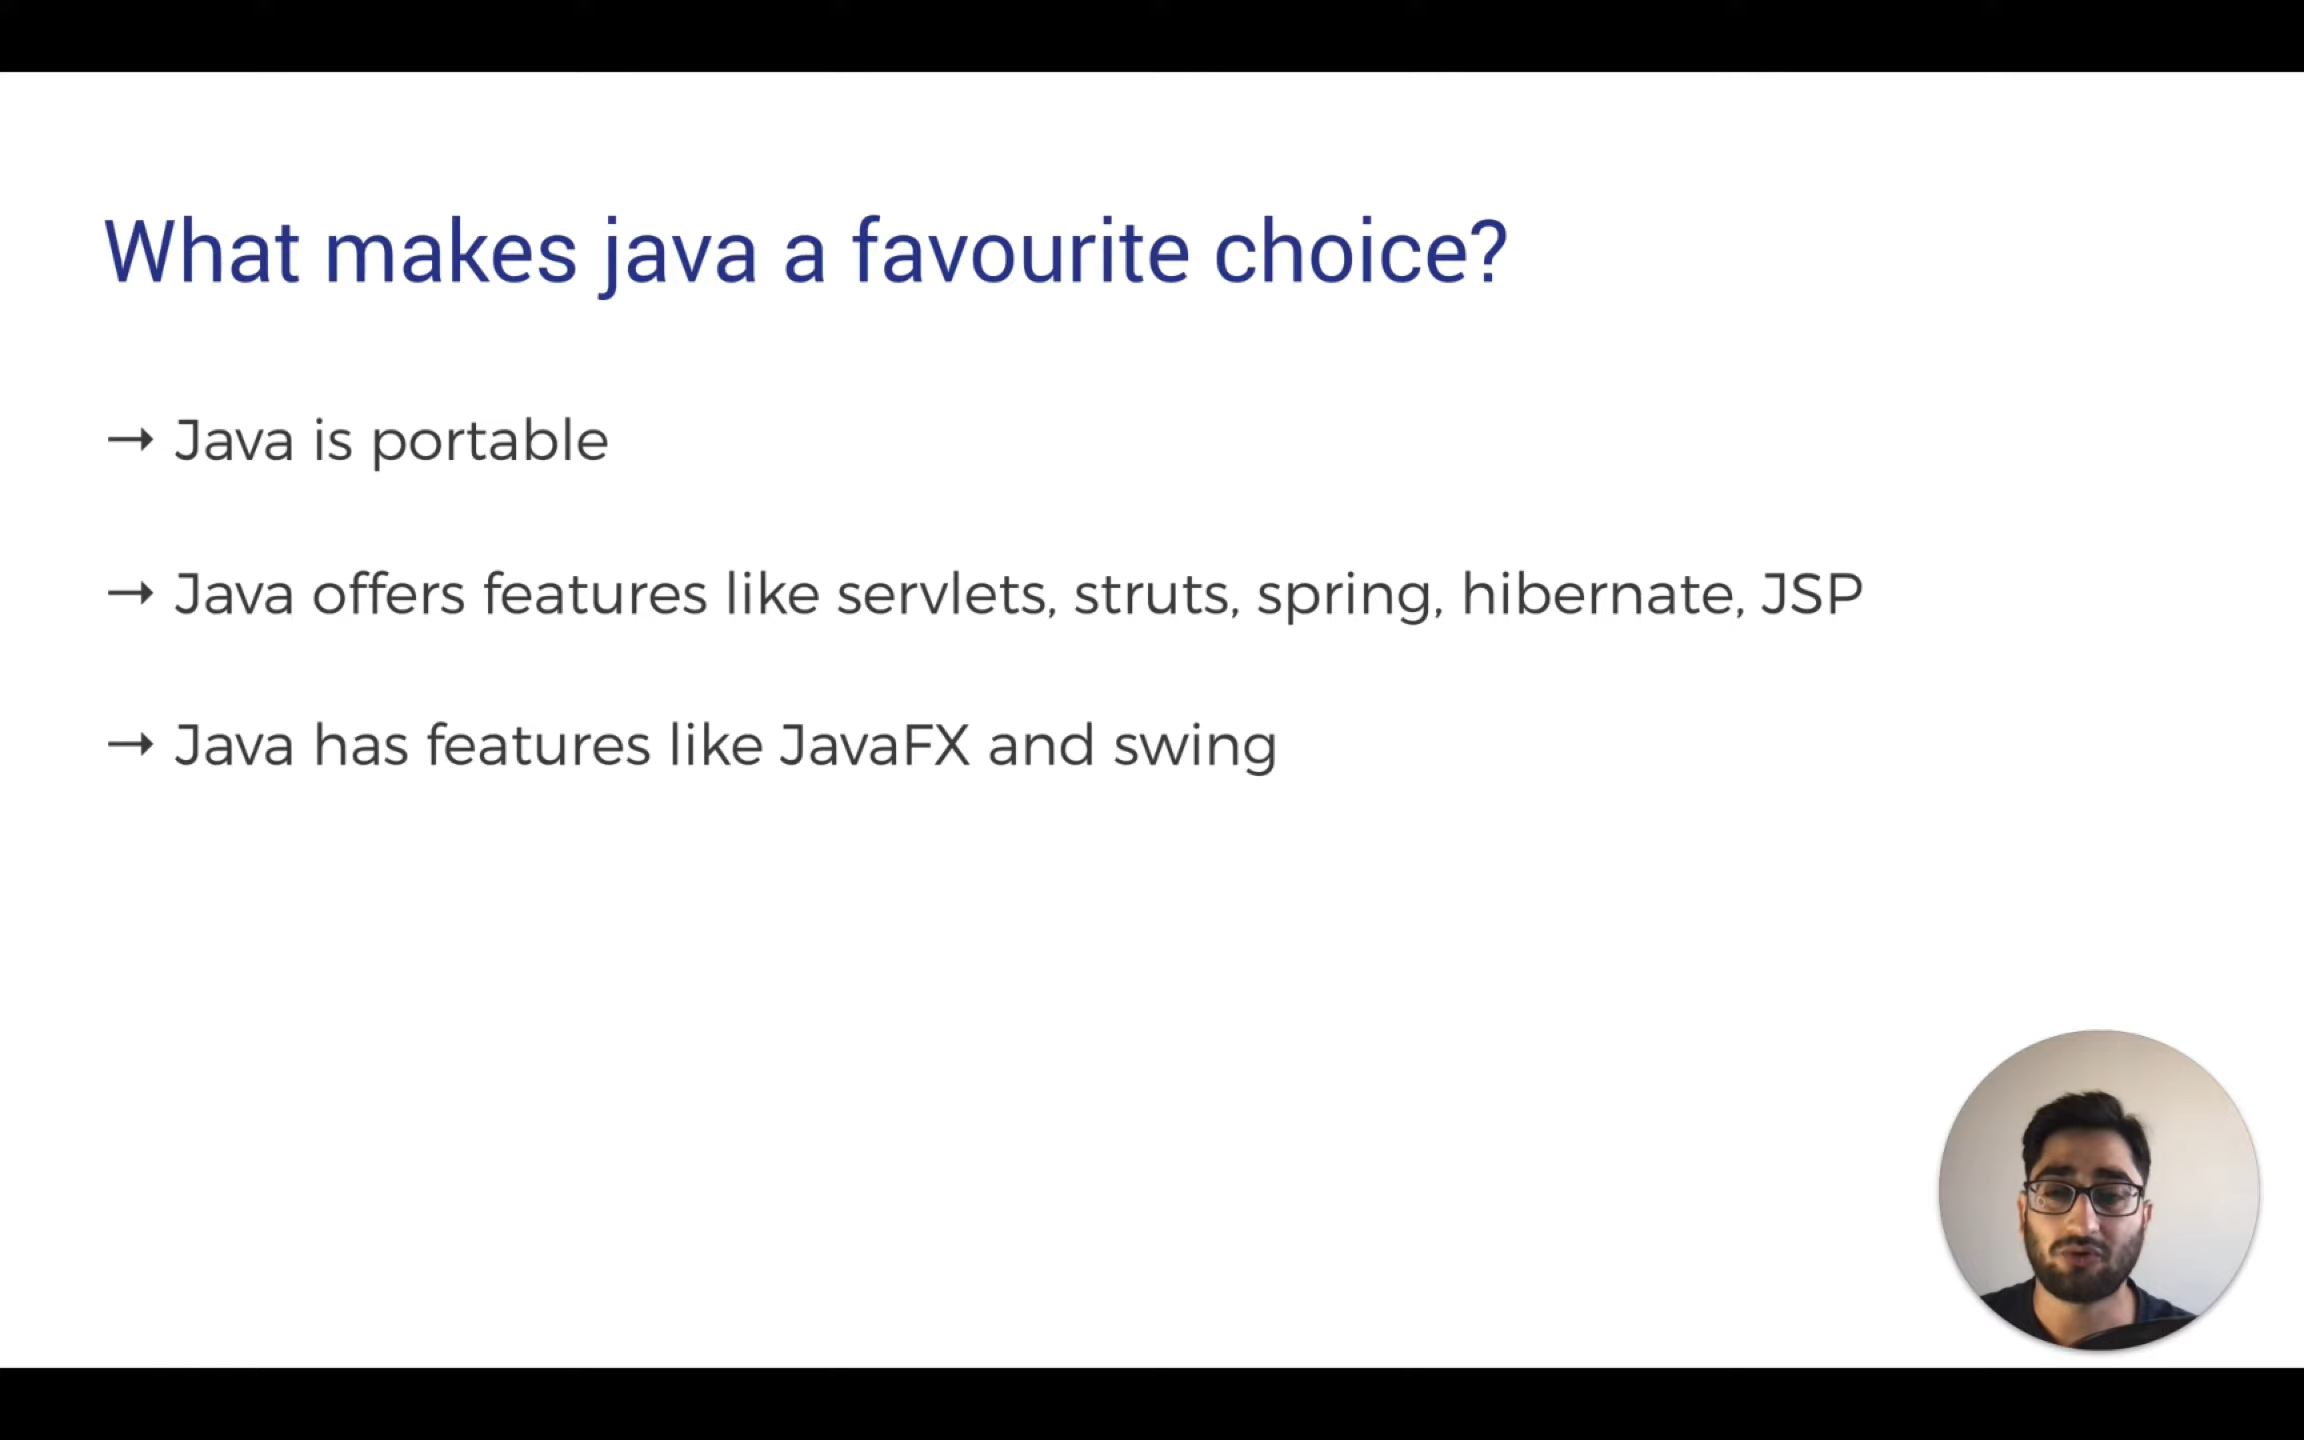 What makes java a favourite choice?
→ Java is portable
→ Java offers features like servlets, struts, spring, hibernate, JSP
→ Java has features like JavaFX and swing